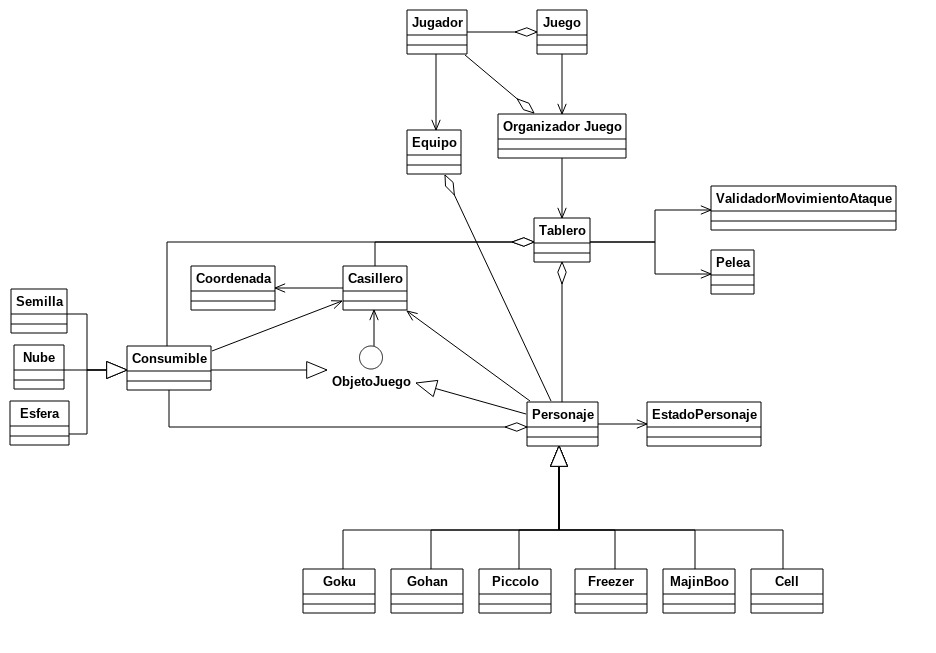 Jugador
Juego
Organizador Juego
Equipo
ValidadorMovimientoAtaque
Tablero
Pelea
Coordenada
Casillero
Semilla
Nube
Consumible
ObjetoJuego
Esfera
Personaje
EstadoPersonaje
Goku
Gohan
Piccolo
Freezer
MajinBoo
Cell